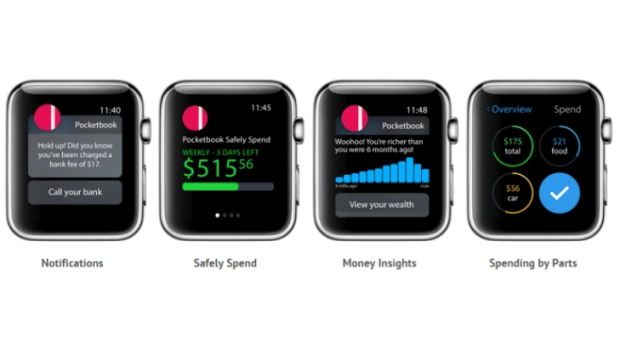 11:40
Pocketbook
Hold up! Did you know
you've been charged a
bank fee of $17.
Call your bank
Notifications
11:45
Pocketbook Safely Spend
WEEKLY - 3 DAYS LEFT
$515 56
Safely Spend
11:48
Pocketbook
Woohoo! You're richer than
you were 6 months ago!
6 mths ago
now
View your wealth
Money Insights
‹ Overview
Spend
$175
total
$21
food
$56
car
Spending by Parts